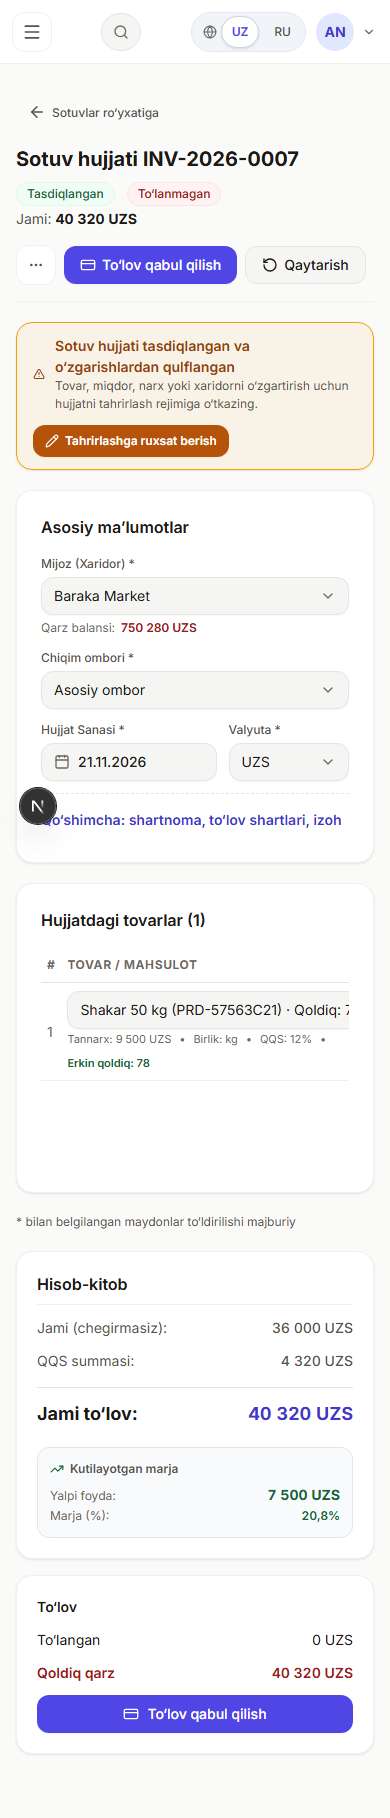 UZ RU AN
Sotuvlar ro‘yxatiga
Sotuv hujjati INV-2026-0007
Tasdiqlangan To‘lanmagan
Jami: 40 320 UZS
··· To‘lov qabul qilish Qaytarish
Sotuv hujjati tasdiqlangan va
o‘zgarishlardan qulflangan
Tovar, miqdor, narx yoki xaridorni o‘zgartirish uchun
hujjatni tahrirlash rejimiga o‘tkazing.
Tahrirlashga ruxsat berish
Asosiy ma’lumotlar
Mijoz (Xaridor) *
Baraka Market
Qarz balansi: 750 280 UZS
Chiqim ombori *
Asosiy ombor
Hujjat Sanasi * Valyuta *
21.11.2026 UZS
N
Qo‘shimcha: shartnoma, to‘lov shartlari, izoh
Hujjatdagi tovarlar (1)
# TOVAR / MAHSULOT
Shakar 50 kg (PRD-57563C21) · Qoldiq: 7
1
Tannarx: 9 500 UZS • Birlik: kg • QQS: 12% •
Erkin qoldiq: 78
* bilan belgilangan maydonlar to‘ldirilishi majburiy
Hisob-kitob
Jami (chegirmasiz): 36 000 UZS
QQS summasi: 4 320 UZS
Jami to‘lov: 40 320 UZS
Kutilayotgan marja
Yalpi foyda: 7 500 UZS
Marja (%): 20,8%
To‘lov
To‘langan 0 UZS
Qoldiq qarz 40 320 UZS
To‘lov qabul qilish